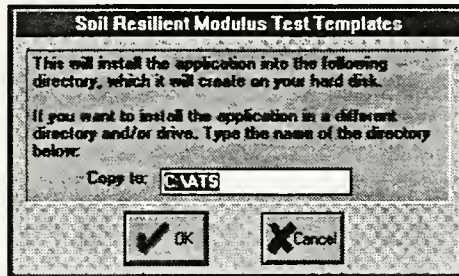 Soil Resilient Modulus Test Templates
This will install the application into the following
directory, which it will create on your hard disk.
If you want to install the application in a different
directory and/or drive. Type the name of the directory
below:
Copy to: C:\ATS
OK Cancel